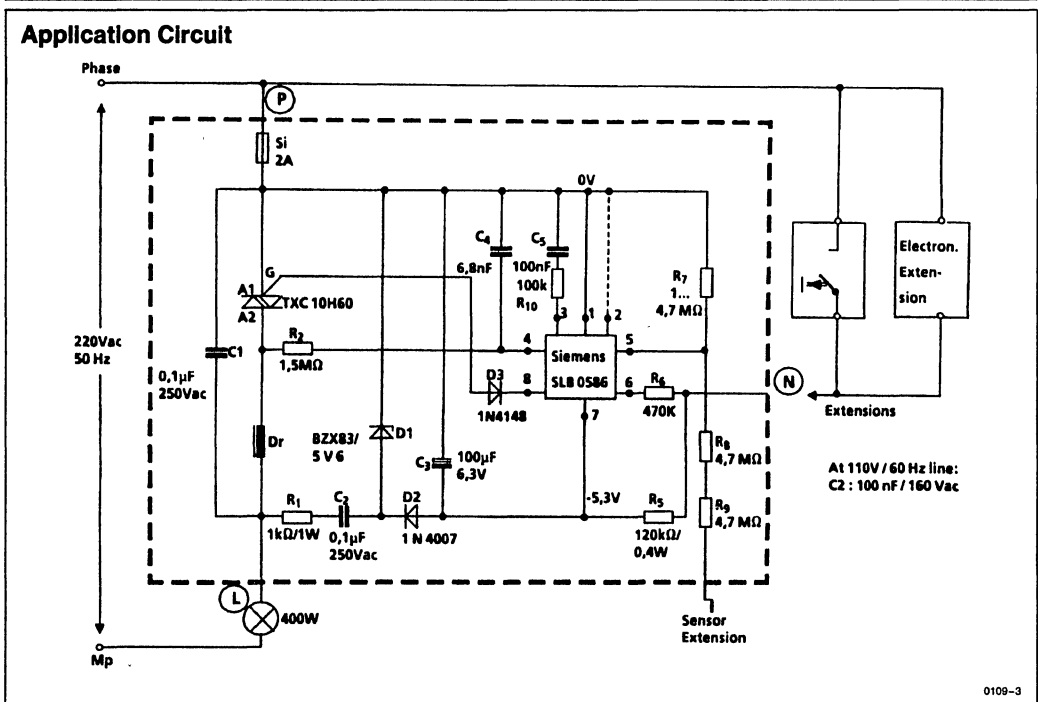 Application Circuit
Phase
P
Si
2A
0V
C4
6,8nF
C5
100nF
100k
R10
R7
1...
4,7 MΩ
Electron.
Exten-
sion
G
A1
A2
TXC 10H60
220Vac
50 Hz
C1
0,1µF
250Vac
R2
1,5MΩ
3
1
2
4
5
Siemens
SLB 0586
8
6
7
D3
1N4148
R6
470K
N
Extensions
Dr
BZX83/
5 V 6
D1
C3
100µF
6,3V
R8
4,7 MΩ
At 110V / 60 Hz line:
C2 : 100 nF / 160 Vac
R1
1kΩ/1W
C2
0,1µF
250Vac
D2
1 N 4007
-5,3V
R5
120kΩ/
0,4W
R9
4,7 MΩ
L
400W
Sensor
Extension
Mp
0109-3